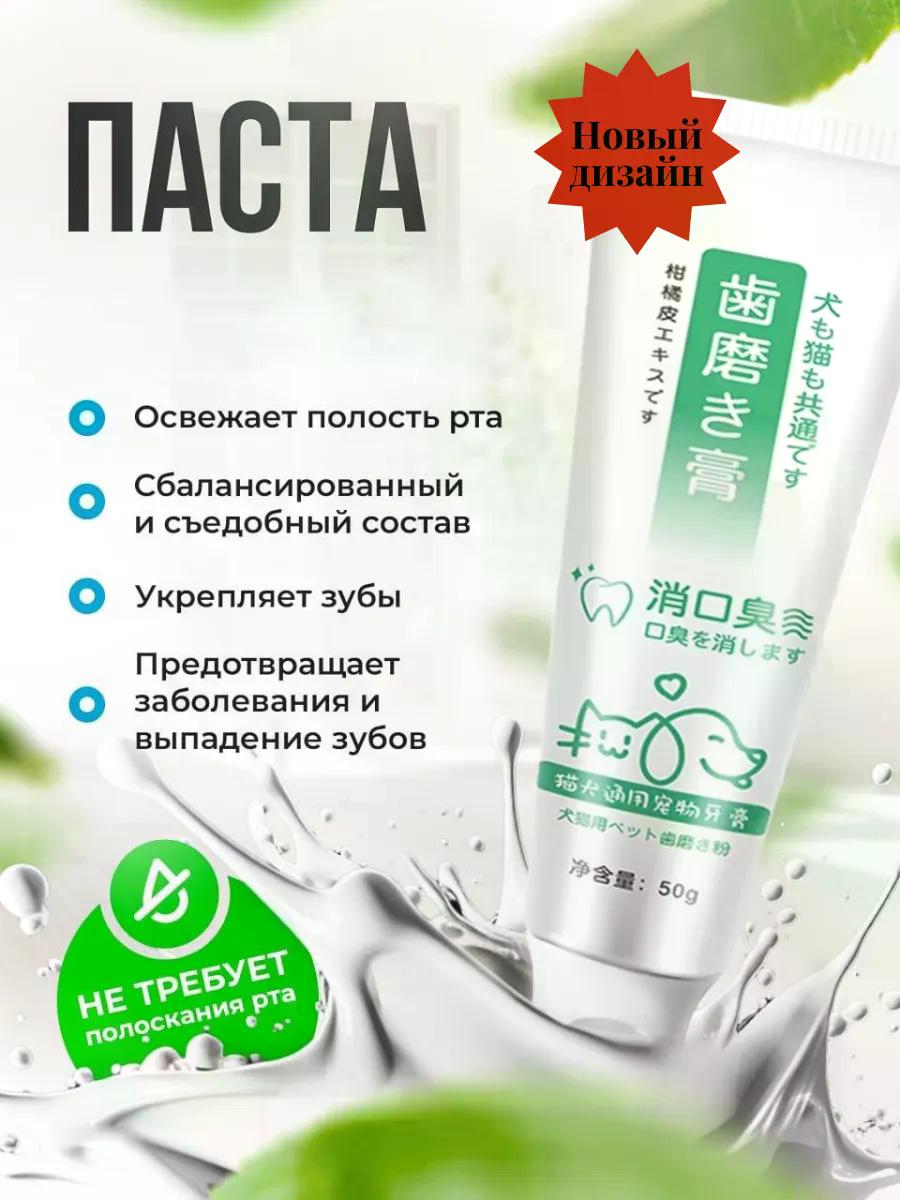 ПАСТА
Новый
дизайн
Освежает полость рта
Сбалансированный
и съедобный состав
Укрепляет зубы
Предотвращает
заболевания и
выпадение зубов
НЕ ТРЕБУЕТ
полоскания рта
犬も猫も共通です
歯磨き膏
柑橘皮エキスです
消口臭
口臭を消します
猫犬通用宠物牙膏
犬猫用ペット歯磨き粉
净含量：50g